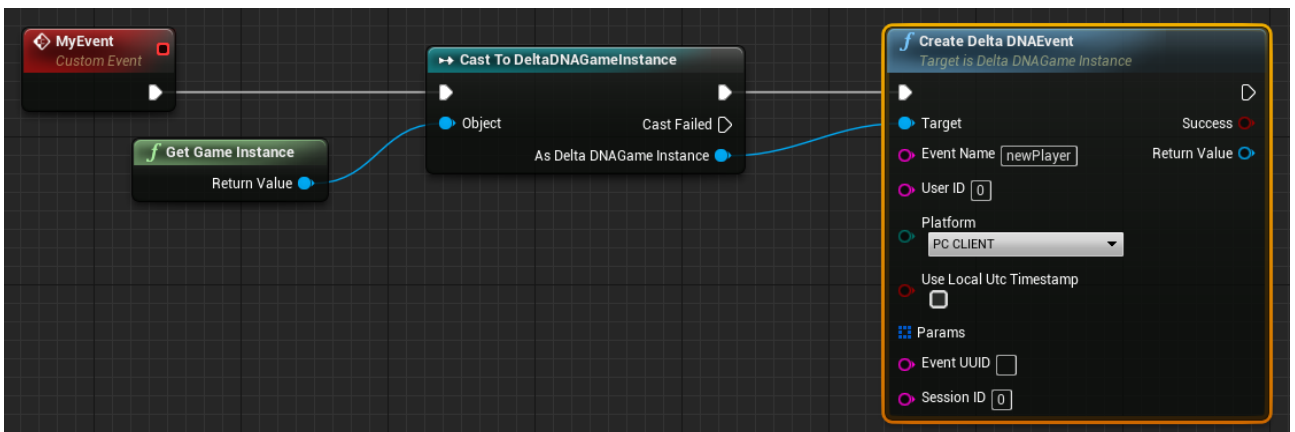 MyEvent
Custom Event
Get Game Instance
Return Value
Cast To DeltaDNAGameInstance
Object
Cast Failed
As Delta DNAGame Instance
Create Delta DNAEvent
Target is Delta DNAGame Instance
Target
Success
Event Name newPlayer
Return Value
User ID 0
Platform
PC CLIENT
Use Local Utc Timestamp
Params
Event UUID
Session ID 0